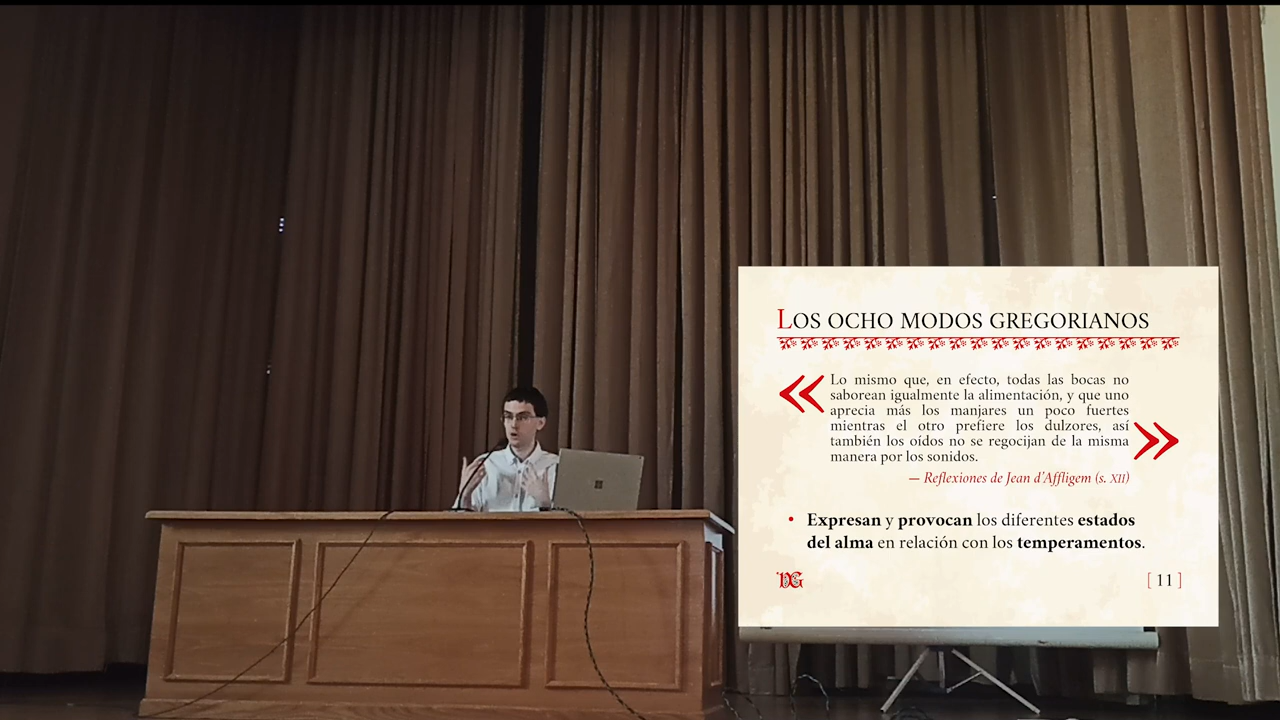 LOS OCHO MODOS GREGORIANOS
« Lo mismo que, en efecto, todas las bocas no
saborean igualmente la alimentación, y que uno
aprecia más los manjares un poco fuertes
mientras el otro prefiere los dulzores, así
también los oídos no se regocijan de la misma
manera por los sonidos. »
— Reflexiones de Jean d'Affligem (s. XII)
• Expresan y provocan los diferentes estados
del alma en relación con los temperamentos.
[ 11 ]